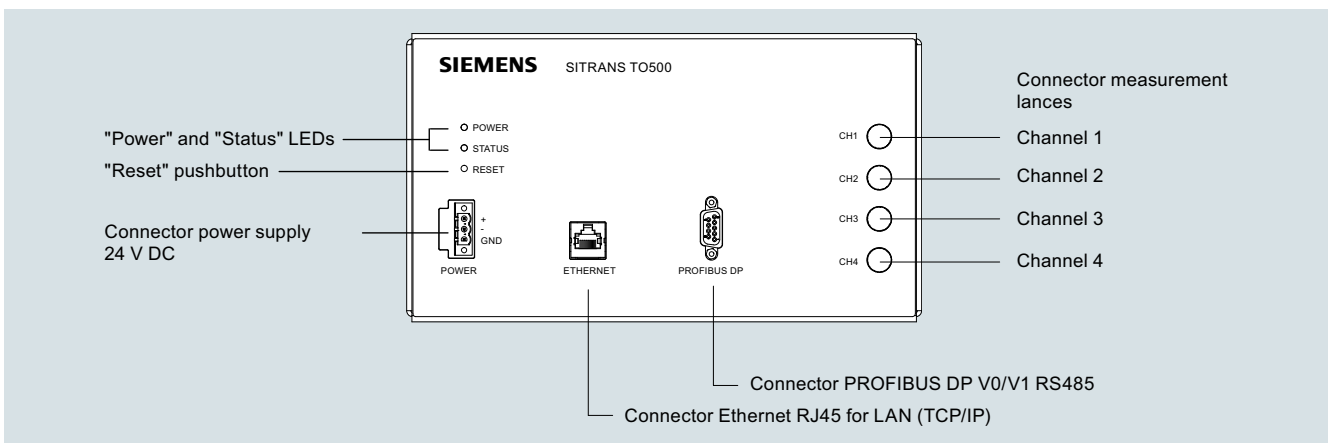 SIEMENS SITRANS TO500
Connector measurement
lances
"Power" and "Status" LEDs
POWER
STATUS
"Reset" pushbutton
RESET
CH1
Channel 1
CH2
Channel 2
CH3
Channel 3
CH4
Channel 4
Connector power supply
24 V DC
+
-
GND
POWER
ETHERNET
PROFIBUS DP
Connector PROFIBUS DP V0/V1 RS485
Connector Ethernet RJ45 for LAN (TCP/IP)